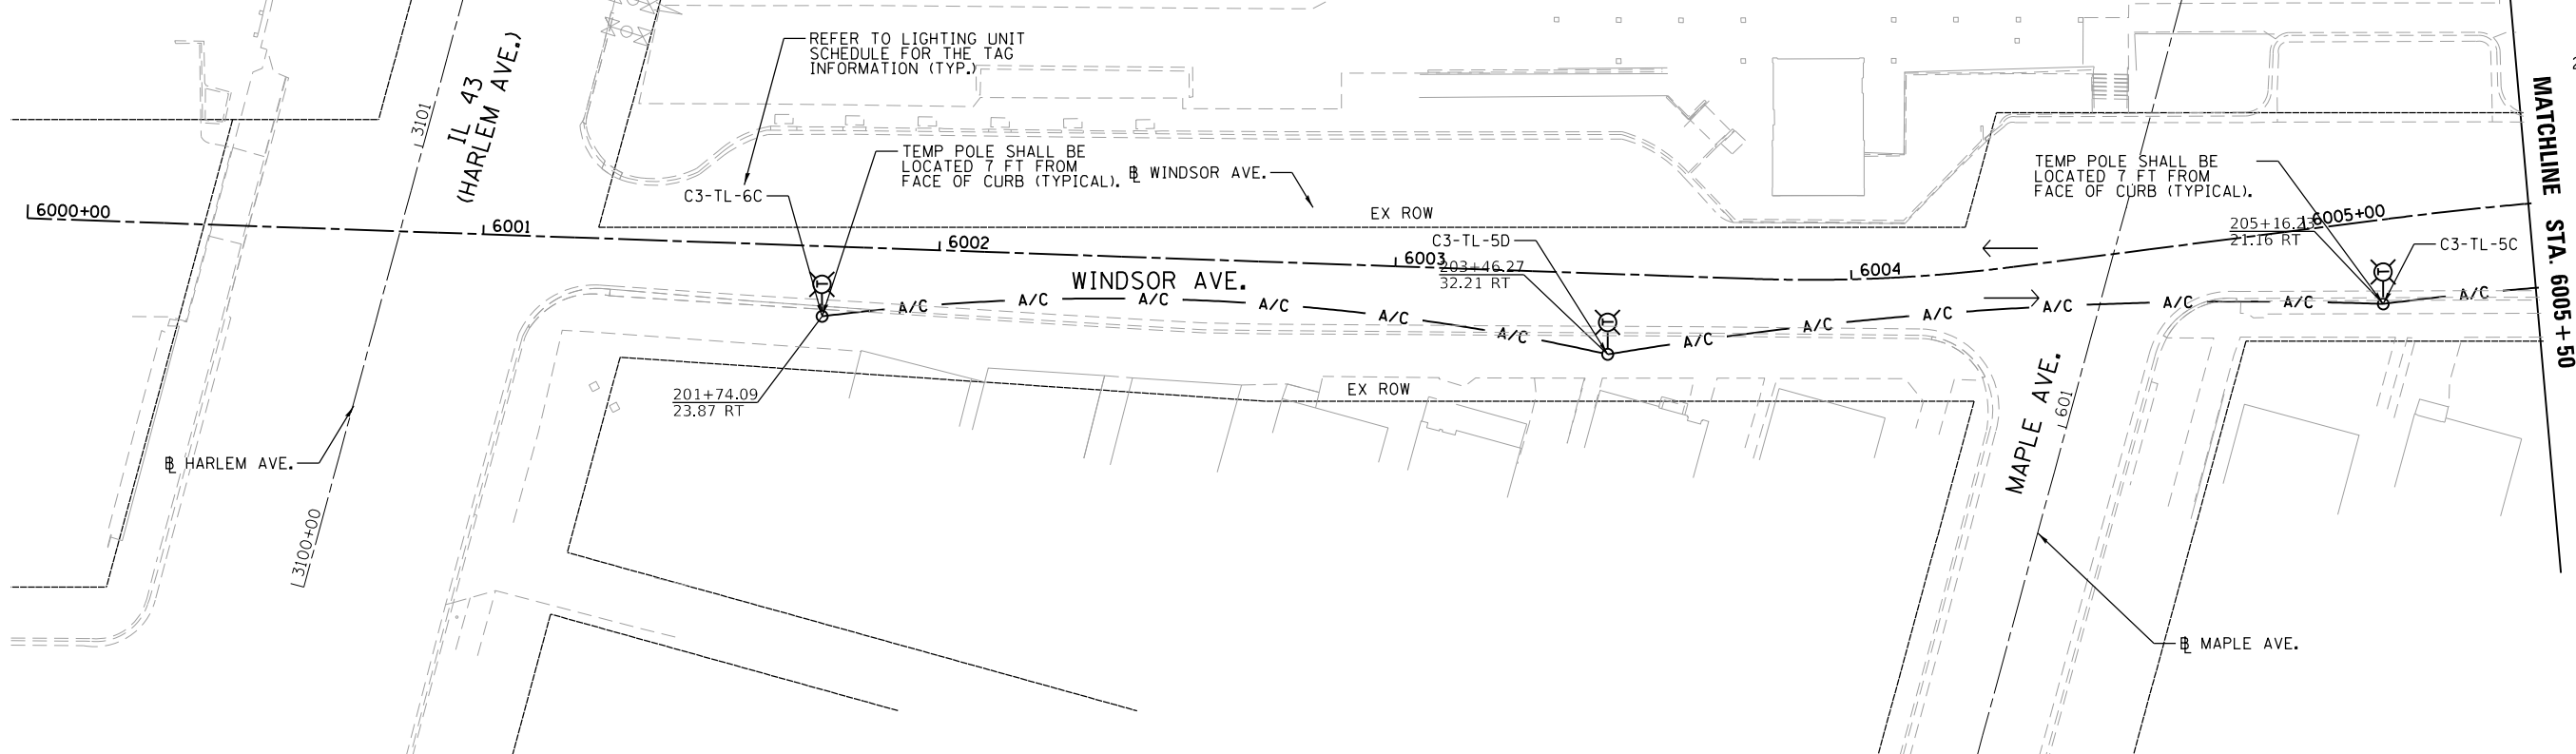 REFER TO LIGHTING UNIT
SCHEDULE FOR THE TAG
INFORMATION (TYP.)
IL 43
(HARLEM AVE.)
3101
TEMP POLE SHALL BE
LOCATED 7 FT FROM
FACE OF CURB (TYPICAL).
C3-TL-6C
B WINDSOR AVE.
TEMP POLE SHALL BE
LOCATED 7 FT FROM
FACE OF CURB (TYPICAL).
MATCHLINE STA. 6005+50
6000+00
6001
6002
6003
6004
6005+00
EX ROW
C3-TL-5D
203+46.27
32.21 RT
205+16.23
21.16 RT
C3-TL-5C
WINDSOR AVE.
A/C
A/C
A/C
A/C
A/C
A/C
A/C
A/C
A/C
A/C
A/C
A/C
A/C
201+74.09
23.87 RT
EX ROW
MAPLE AVE.
601
B HARLEM AVE.
3100+00
B MAPLE AVE.